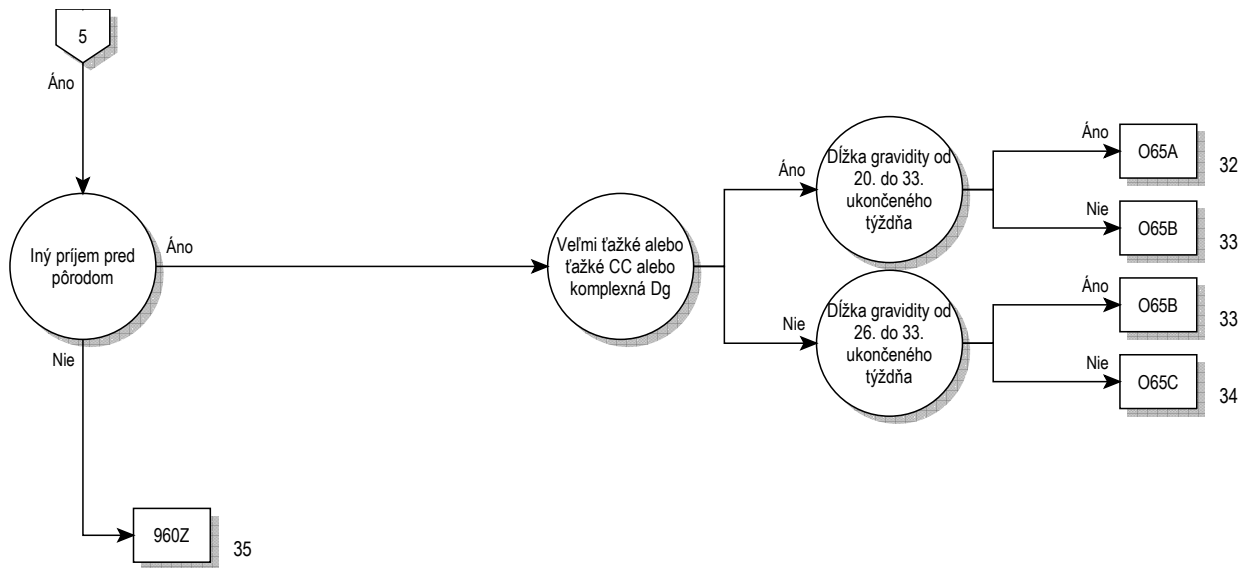 5
Áno
Iný príjem pred
pôrodom
Áno
Nie
960Z
35
Veľmi ťažké alebo
ťažké CC alebo
komplexná Dg
Áno
Nie
Dĺžka gravidity od
20. do 33.
ukončeného
týždňa
Áno
O65A
32
Nie
O65B
33
Dĺžka gravidity od
26. do 33.
ukončeného
týždňa
Áno
O65B
33
Nie
O65C
34